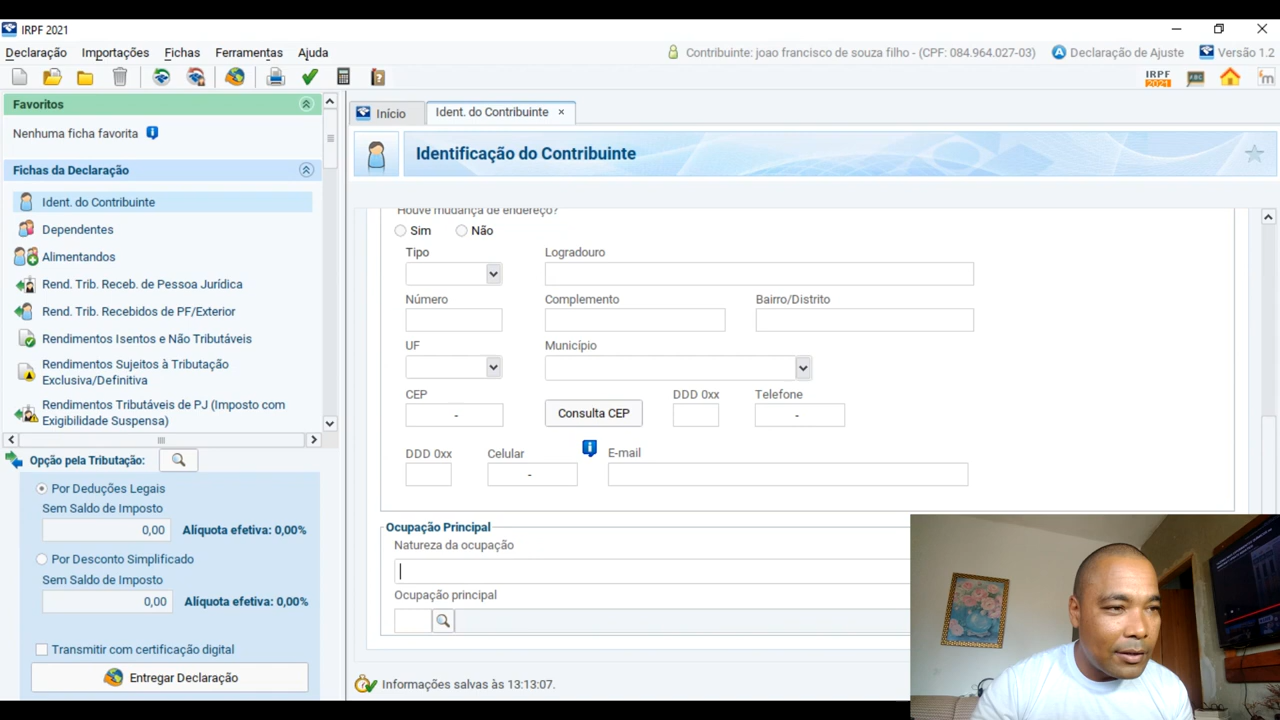 IRPF 2021
Declaração Importações Fichas Ferramentas Ajuda
Contribuinte: joao francisco de souza filho - (CPF: 084.964.027-03) Declaração de Ajuste Versão 1.2
IRPF
2021
ABC
Favoritos
Nenhuma ficha favorita
Fichas da Declaração
Ident. do Contribuinte
Dependentes
Alimentandos
Rend. Trib. Receb. de Pessoa Jurídica
Rend. Trib. Recebidos de PF/Exterior
Rendimentos Isentos e Não Tributáveis
Rendimentos Sujeitos à Tributação
Exclusiva/Definitiva
Rendimentos Tributáveis de PJ (Imposto com
Exigibilidade Suspensa)
Opção pela Tributação:
Por Deduções Legais
Sem Saldo de Imposto
0,00 Alíquota efetiva: 0,00%
Por Desconto Simplificado
Sem Saldo de Imposto
0,00 Alíquota efetiva: 0,00%
Transmitir com certificação digital
Entregar Declaração
Início Ident. do Contribuinte ×
Identificação do Contribuinte
Houve mudança de endereço?
Sim Não
Tipo Logradouro
Número Complemento Bairro/Distrito
UF Município
CEP DDD 0xx Telefone
- Consulta CEP -
DDD 0xx Celular E-mail
-
Ocupação Principal
Natureza da ocupação
Ocupação principal
Informações salvas às 13:13:07.